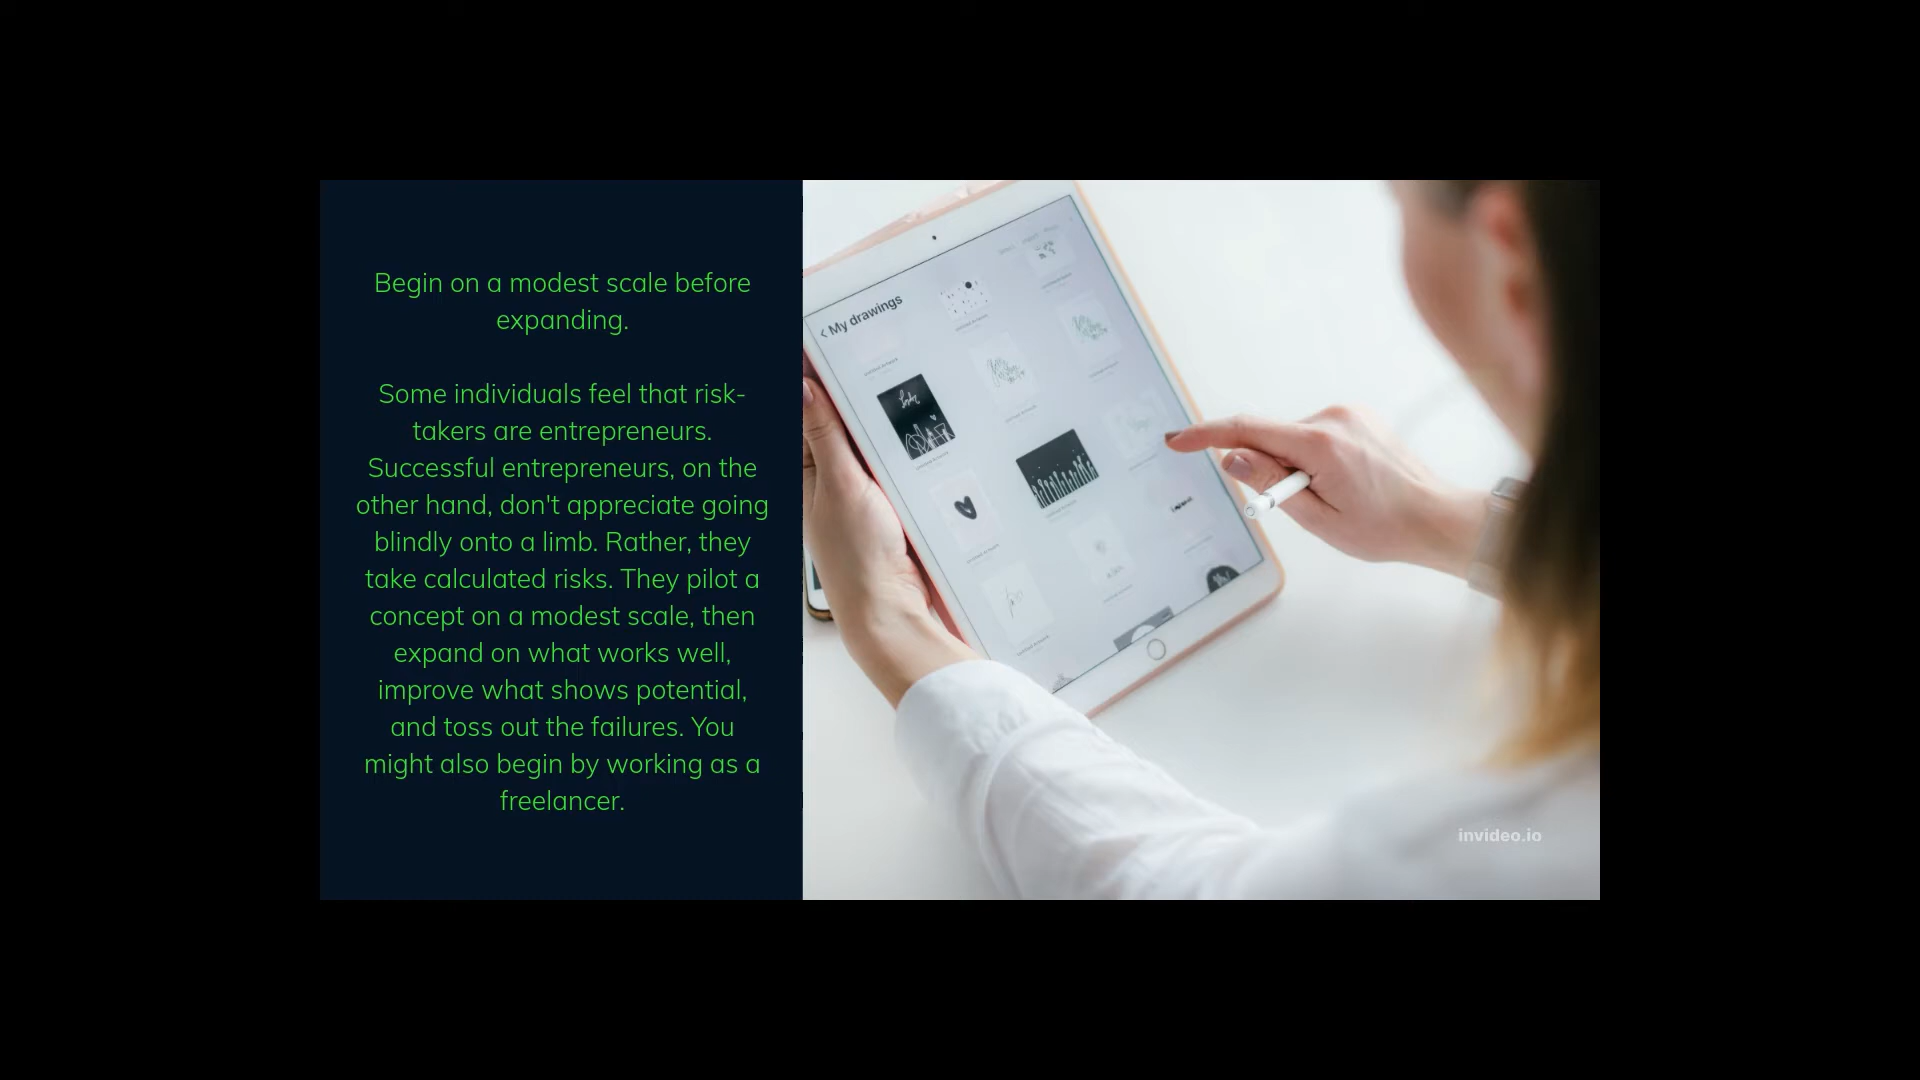 Begin on a modest scale before
expanding.
Some individuals feel that risk-
takers are entrepreneurs.
Successful entrepreneurs, on the
other hand, don't appreciate going
blindly onto a limb. Rather, they
take calculated risks. They pilot a
concept on a modest scale, then
expand on what works well,
improve what shows potential,
and toss out the failures. You
might also begin by working as a
freelancer.
My drawings
invideo.io